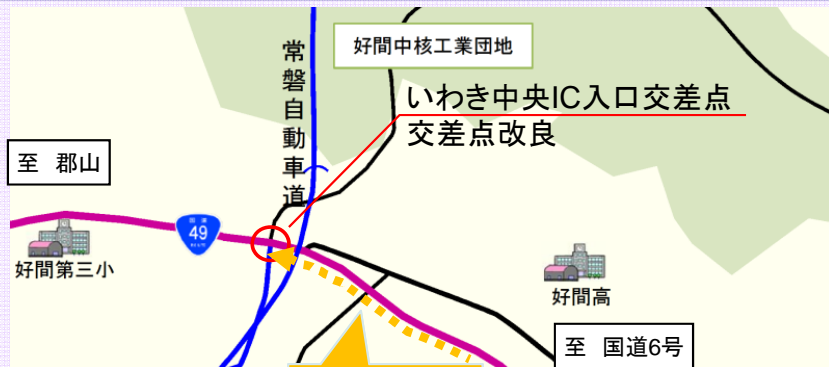 好間中核工業団地
常磐自動車道
いわき中央IC入口交差点
交差点改良
至 郡山
49
好間第三小
好間高
至 国道6号